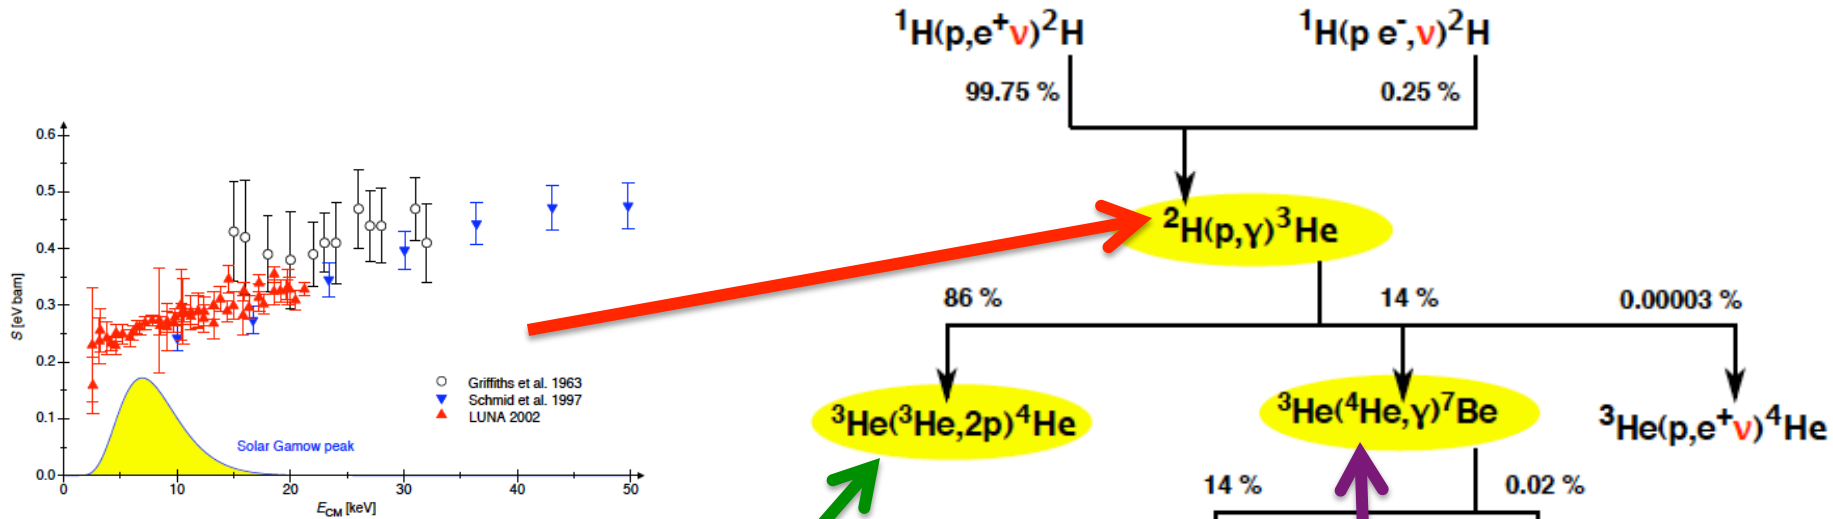 ¹H(p,e⁺ν)²H
¹H(p e⁻,ν)²H
99.75 %
0.25 %
²H(p,γ)³He
86 %
14 %
0.00003 %
³He(³He,2p)⁴He
³He(⁴He,γ)⁷Be
³He(p,e⁺ν)⁴He
14 %
0.02 %
S [eV barn]
0.6
0.5
0.4
0.3
0.2
0.1
0.0
Griffiths et al. 1963
Schmid et al. 1997
LUNA 2002
Solar Gamow peak
0
10
20
30
40
50
E_CM [keV]